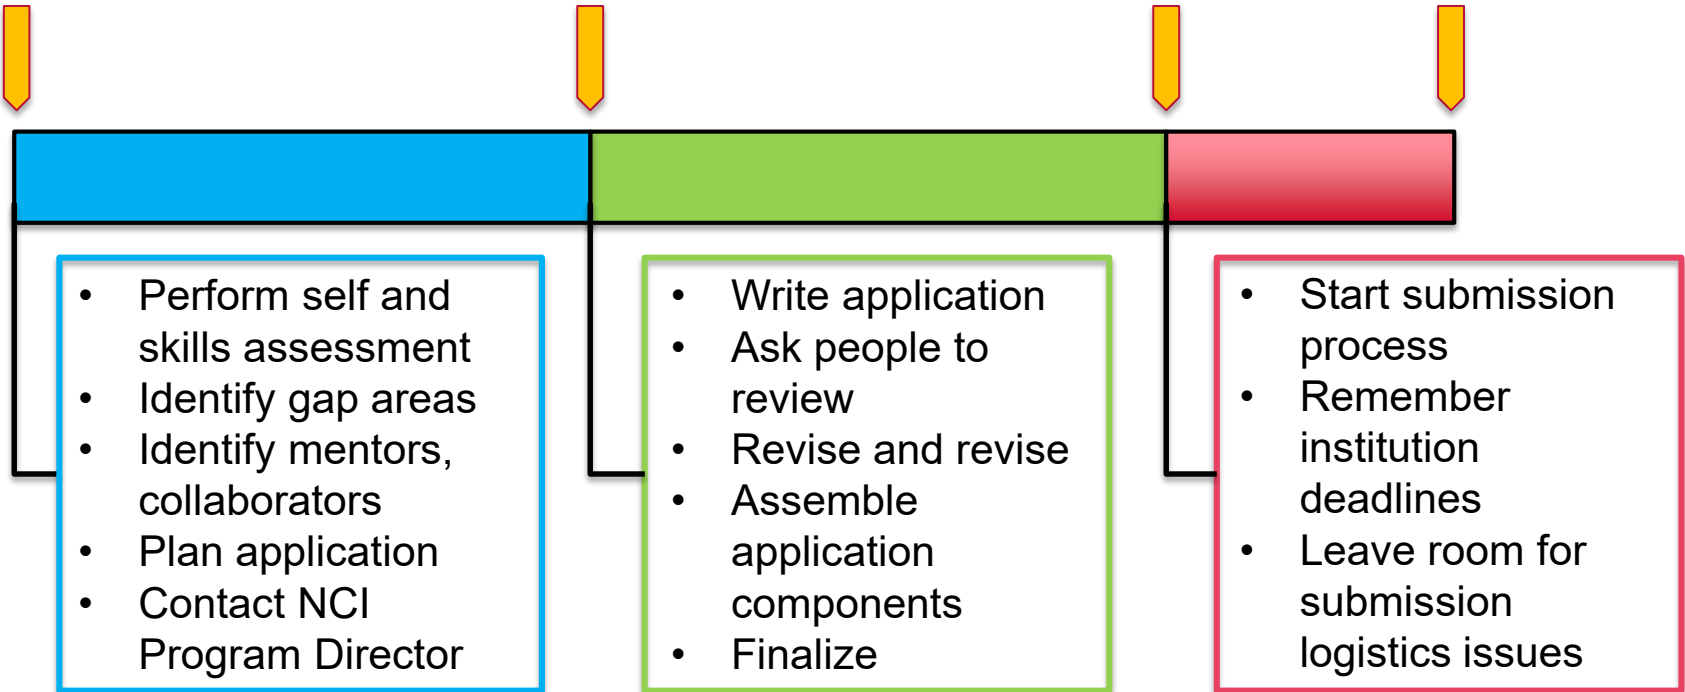 • Perform self and
skills assessment
• Identify gap areas
• Identify mentors,
collaborators
• Plan application
• Contact NCI
Program Director
• Write application
• Ask people to
review
• Revise and revise
• Assemble
application
components
• Finalize
• Start submission
process
• Remember
institution
deadlines
• Leave room for
submission
logistics issues